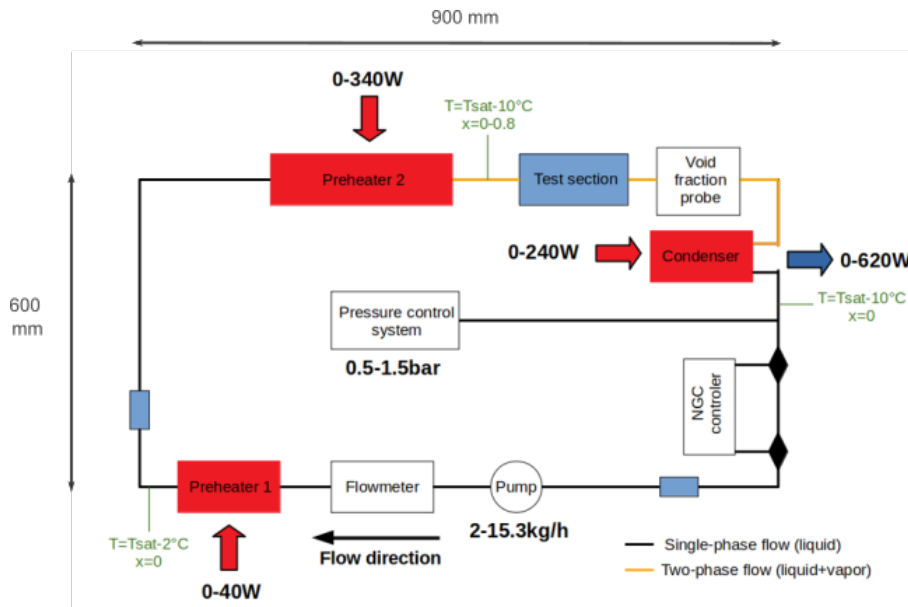 900 mm
0-340W
T=Tsat-10°C
x=0-0.8
Preheater 2
Test section
Void
fraction
probe
0-240W
Condenser
0-620W
600
mm
Pressure control
system
T=Tsat-10°C
x=0
0.5-1.5bar
NGC
controler
Preheater 1
Flowmeter
Pump
T=Tsat-2°C
x=0
2-15.3kg/h
Flow direction
0-40W
Single-phase flow (liquid)
Two-phase flow (liquid+vapor)